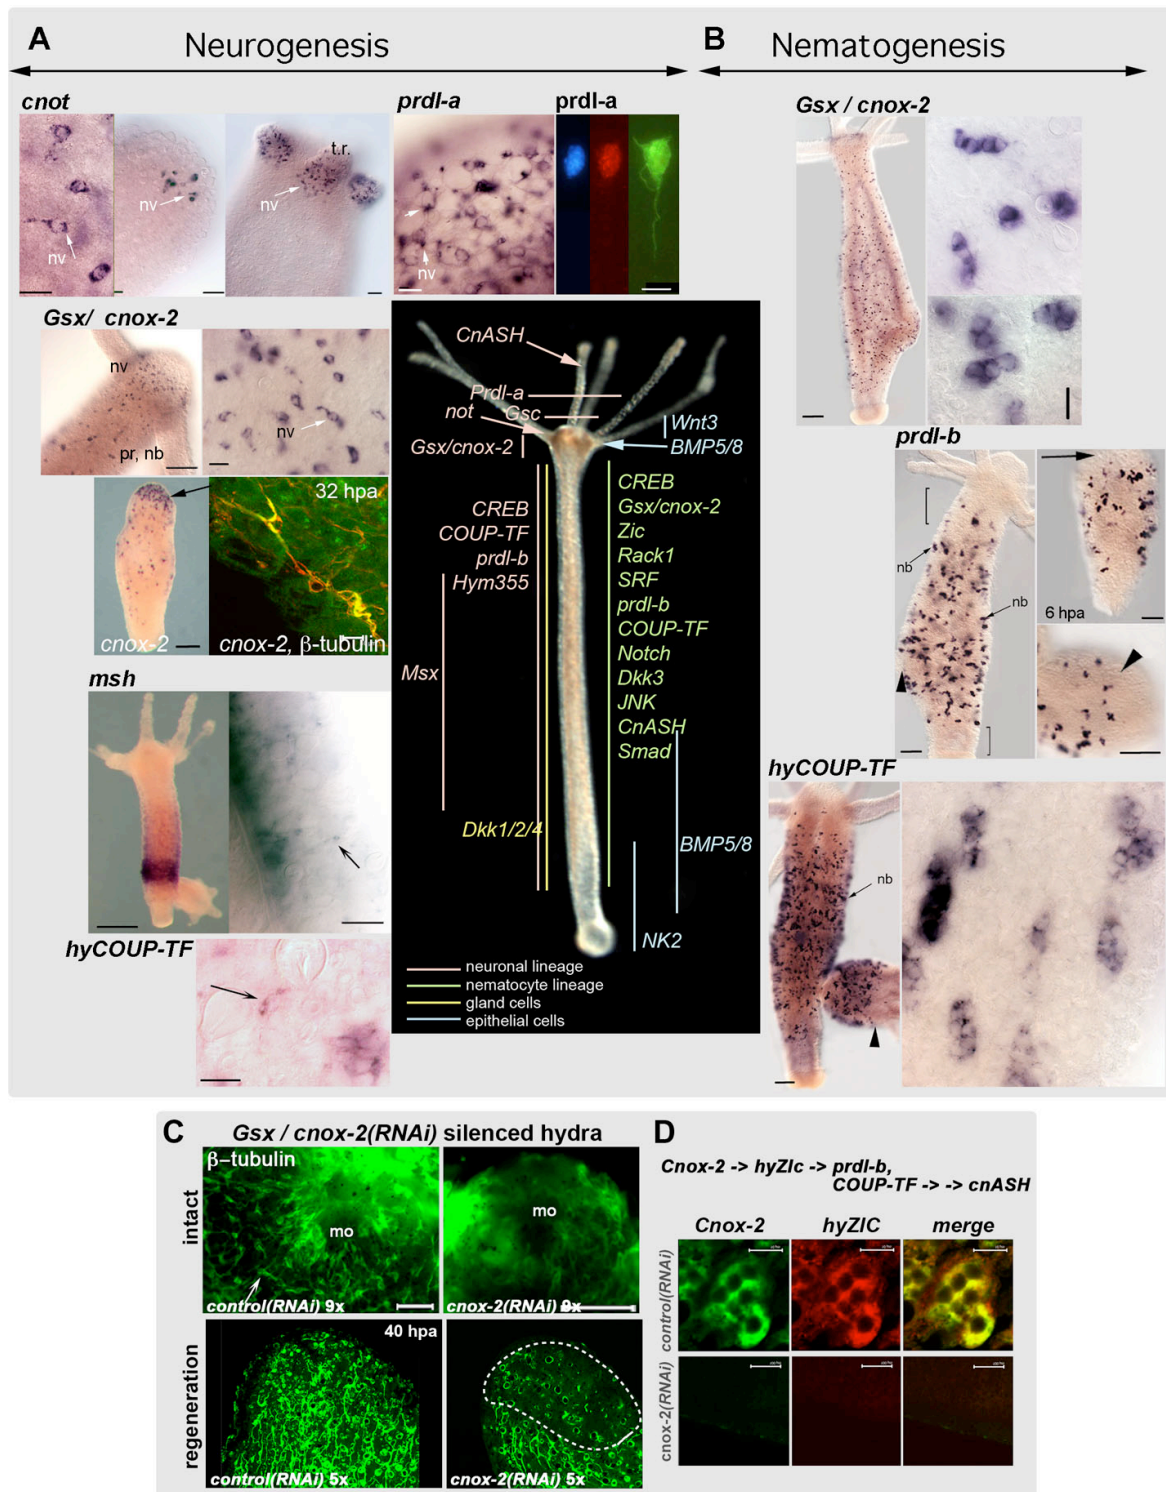 A
Neurogenesis
cnot
prdl-a
prdl-a
nv
nv
t.r.
nv
nv
Gsx/ cnox-2
nv
pr, nb
nv
32 hpa
cnox-2
cnox-2, β-tubulin
msh
hyCOUP-TF
CnASH
Prdl-a
not
Gsc
Gsx/cnox-2
Wnt3
BMP5/8
CREB
COUP-TF
prdl-b
Hym355
Msx
Dkk1/2/4
CREB
Gsx/cnox-2
Zic
Rack1
SRF
prdl-b
COUP-TF
Notch
Dkk3
JNK
CnASH
Smad
BMP5/8
NK2
neuronal lineage
nematocyte lineage
gland cells
epithelial cells
B
Nematogenesis
Gsx / cnox-2
prdl-b
nb
nb
6 hpa
hyCOUP-TF
nb
C
Gsx / cnox-2(RNAi) silenced hydra
intact
β-tubulin
mo
control(RNAi) 9x
mo
cnox-2(RNAi) 9x
regeneration
40 hpa
control(RNAi) 5x
cnox-2(RNAi) 5x
D
Cnox-2 -> hyZIc -> prdl-b,
COUP-TF -> -> cnASH
Cnox-2
hyZIC
merge
control(RNAi)
cnox-2(RNAi)